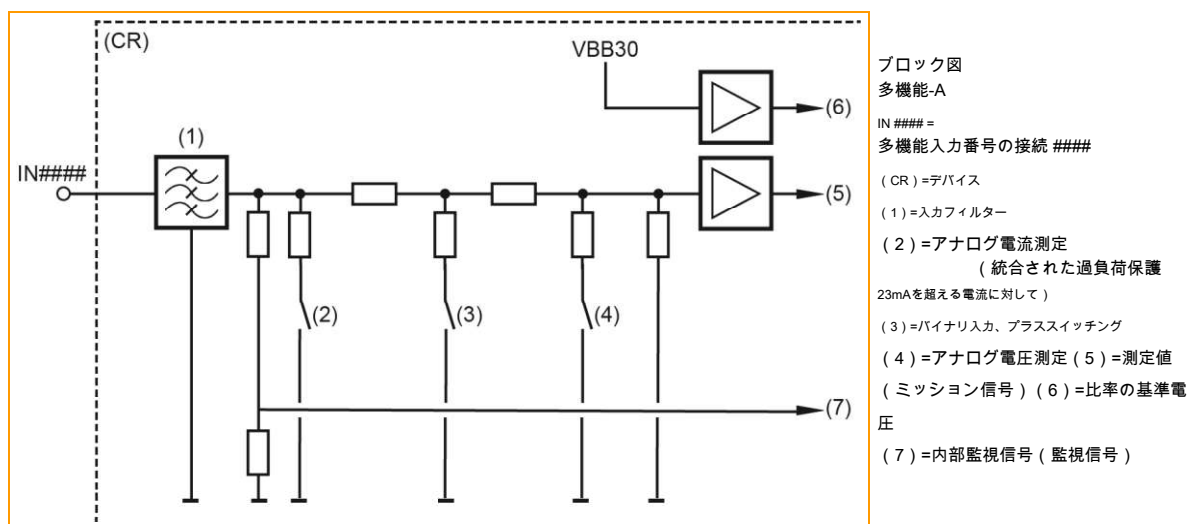 (CR)
VBB30
(6)
(1)
IN####
(5)
(2)
(3)
(4)
(7)
ブロック図
多機能-A
IN #### =
多機能入力番号の接続 ####
（CR）=デバイス
（1）=入力フィルター
（2）=アナログ電流測定
（統合された過負荷保護
23mAを超える電流に対して）
（3）=バイナリ入力、プラススイッチング
（4）=アナログ電圧測定（5）=測定値
（ミッション信号）（6）=比率の基準電
圧
（7）=内部監視信号（監視信号）